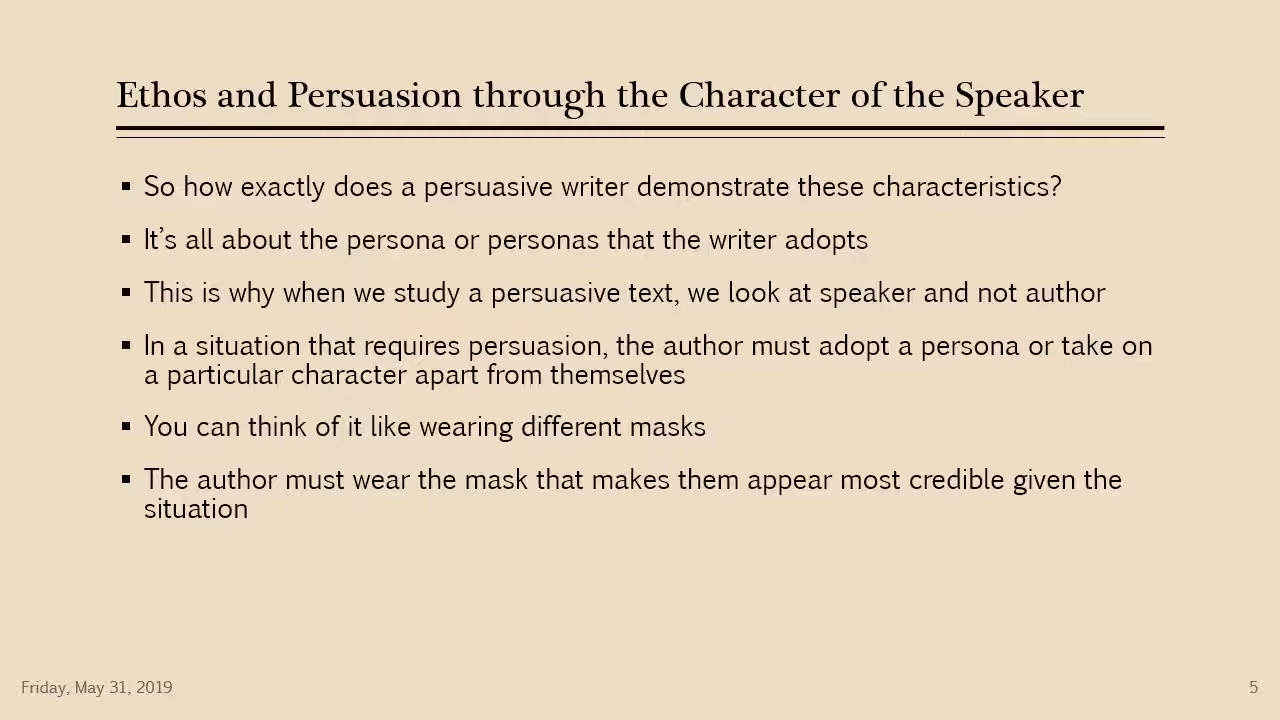 Ethos and Persuasion through the Character of the Speaker
▪ So how exactly does a persuasive writer demonstrate these characteristics?
▪ It’s all about the persona or personas that the writer adopts
▪ This is why when we study a persuasive text, we look at speaker and not author
▪ In a situation that requires persuasion, the author must adopt a persona or take on
a particular character apart from themselves
▪ You can think of it like wearing different masks
▪ The author must wear the mask that makes them appear most credible given the
situation
Friday, May 31, 2019
5